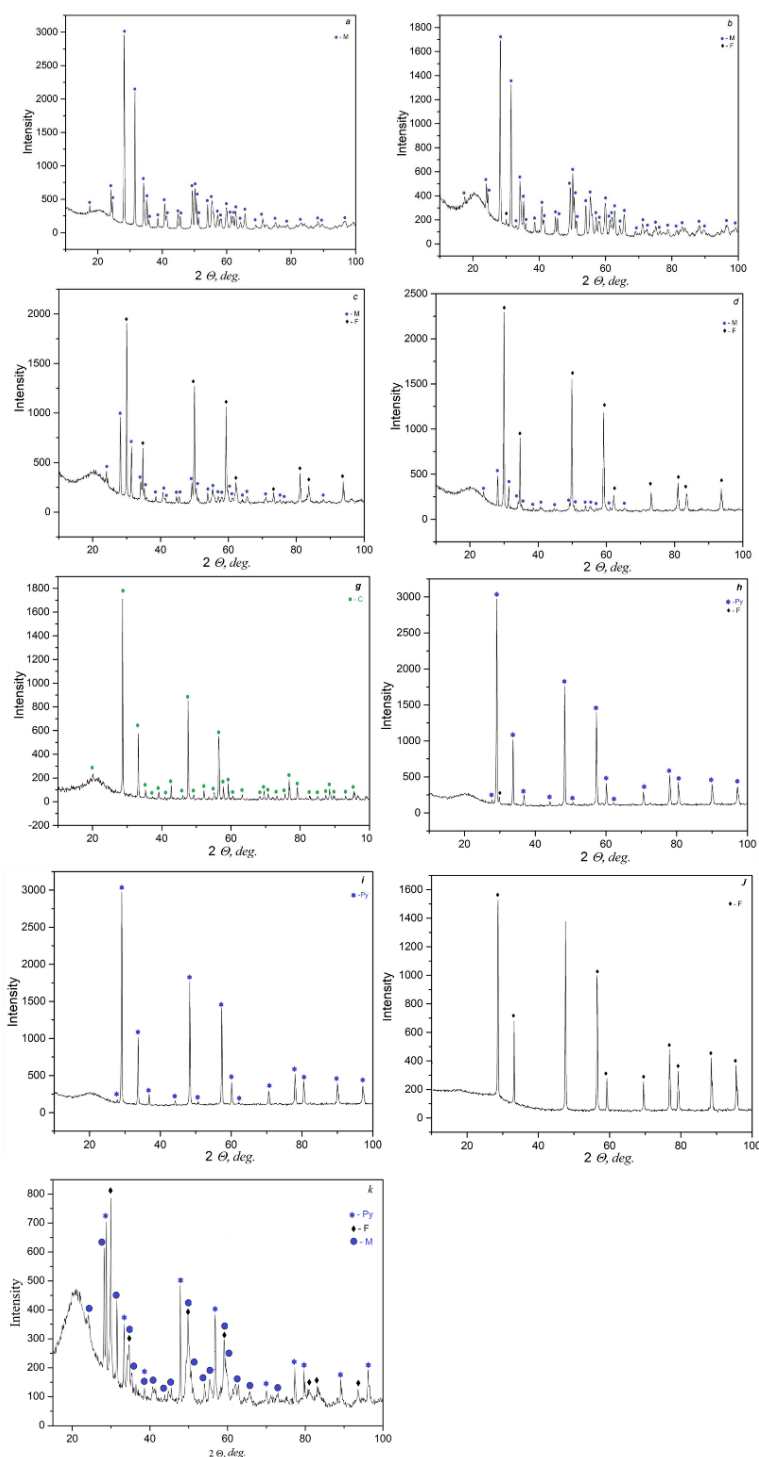 a
- M
3000
2500
2000
1500
1000
500
0
Intensity
20 40 60 80 100
2 Θ, deg.
b
- M
- F
1800
1600
1400
1200
1000
800
600
400
200
0
Intensity
20 40 60 80 100
2 Θ, deg.
c
- M
- F
2000
1500
1000
500
0
Intensity
20 40 60 80 100
2 Θ, deg.
d
- M
- F
2500
2000
1500
1000
500
0
Intensity
20 40 60 80 100
2 Θ, deg.
g
- C
1800
1600
1400
1200
1000
800
600
400
200
0
-200
Intensity
20 40 60 80 10
2 Θ, deg.
h
-Py
- F
3000
2500
2000
1500
1000
500
0
Intensity
20 40 60 80 100
2 Θ, deg.
i
-Py
3000
2500
2000
1500
1000
500
0
Intensity
20 40 60 80 100
2 Θ, deg.
J
- F
1600
1400
1200
1000
800
600
400
200
0
Intensity
20 40 60 80 100
2 Θ, deg.
k
- Py
- F
- M
800
700
600
500
400
300
200
100
0
Intensity
20 40 60 80 100
2 Θ, deg.